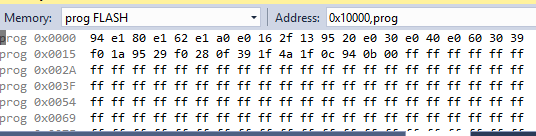 Memory: prog FLASH Address: 0x10000,prog
prog 0x0000 94 e1 80 e1 62 e1 a0 e0 16 2f 13 95 20 e0 30 e0 40 e0 60 30 39
prog 0x0015 f0 1a 95 29 f0 28 0f 39 1f 4a 1f 0c 94 0b 00 ff ff ff ff ff ff
prog 0x002A ff ff ff ff ff ff ff ff ff ff ff ff ff ff ff ff ff ff ff ff ff
prog 0x003F ff ff ff ff ff ff ff ff ff ff ff ff ff ff ff ff ff ff ff ff ff
prog 0x0054 ff ff ff ff ff ff ff ff ff ff ff ff ff ff ff ff ff ff ff ff ff
prog 0x0069 ff ff ff ff ff ff ff ff ff ff ff ff ff ff ff ff ff ff ff ff ff